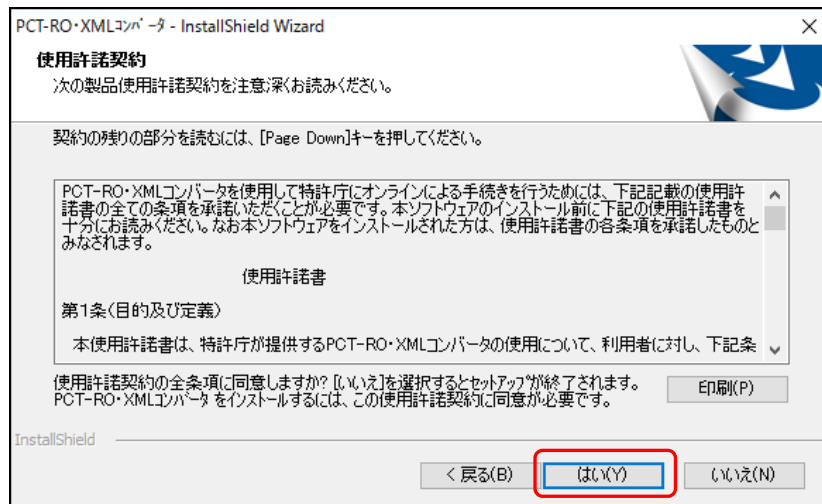 PCT-RO・XMLｺﾝﾊﾞｰﾀ - InstallShield Wizard
使用許諾契約
次の製品使用許諾契約を注意深くお読みください。
契約の残りの部分を読むには、[Page Down]キーを押してください。
PCT-RO・XMLコンバータを使用して特許庁にオンラインによる手続きを行うためには、下記記載の使用許
諾書の全ての条項を承諾いただくことが必要です。本ソフトウェアのインストール前に下記の使用許諾書を
十分にお読みください。なお本ソフトウェアをインストールされた方は、使用許諾書の各条項を承諾したものと
みなされます。
使用許諾書
第1条(目的及び定義)
本使用許諾書は、特許庁が提供するPCT-RO・XMLコンバータの使用について、利用者に対し、下記条
使用許諾契約の全条項に同意しますか? [いいえ]を選択するとセットアップが終了されます。
PCT-RO・XMLｺﾝﾊﾞｰﾀ をインストールするには、この使用許諾契約に同意が必要です。
印刷(P)
InstallShield
< 戻る(B)
はい(Y)
いいえ(N)